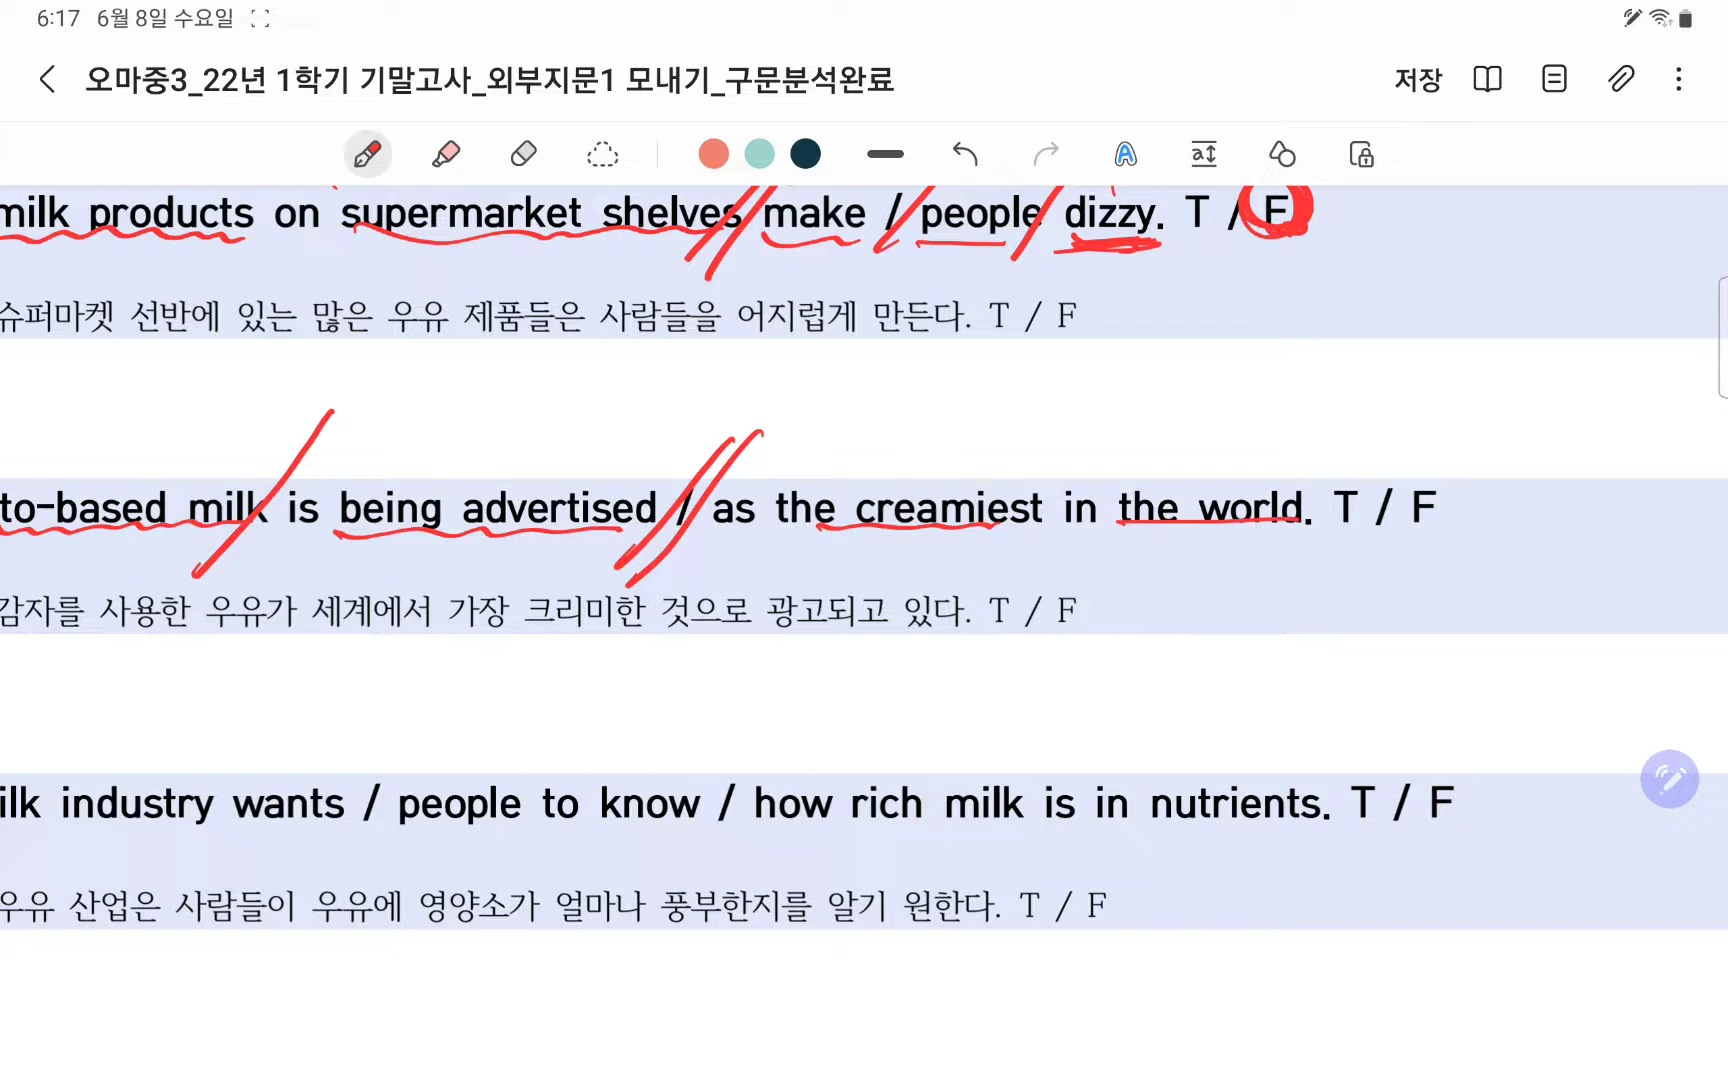 6:17 6월 8일 수요일
오마중3_22년 1학기 기말고사_외부지문1 모내기_구문분석완료 저장
milk products on supermarket shelves make / people dizzy. T / F
슈퍼마켓 선반에 있는 많은 우유 제품들은 사람들을 어지럽게 만든다. T / F
to-based milk is being advertised / as the creamiest in the world. T / F
감자를 사용한 우유가 세계에서 가장 크리미한 것으로 광고되고 있다. T / F
ilk industry wants / people to know / how rich milk is in nutrients. T / F
우유 산업은 사람들이 우유에 영양소가 얼마나 풍부한지를 알기 원한다. T / F